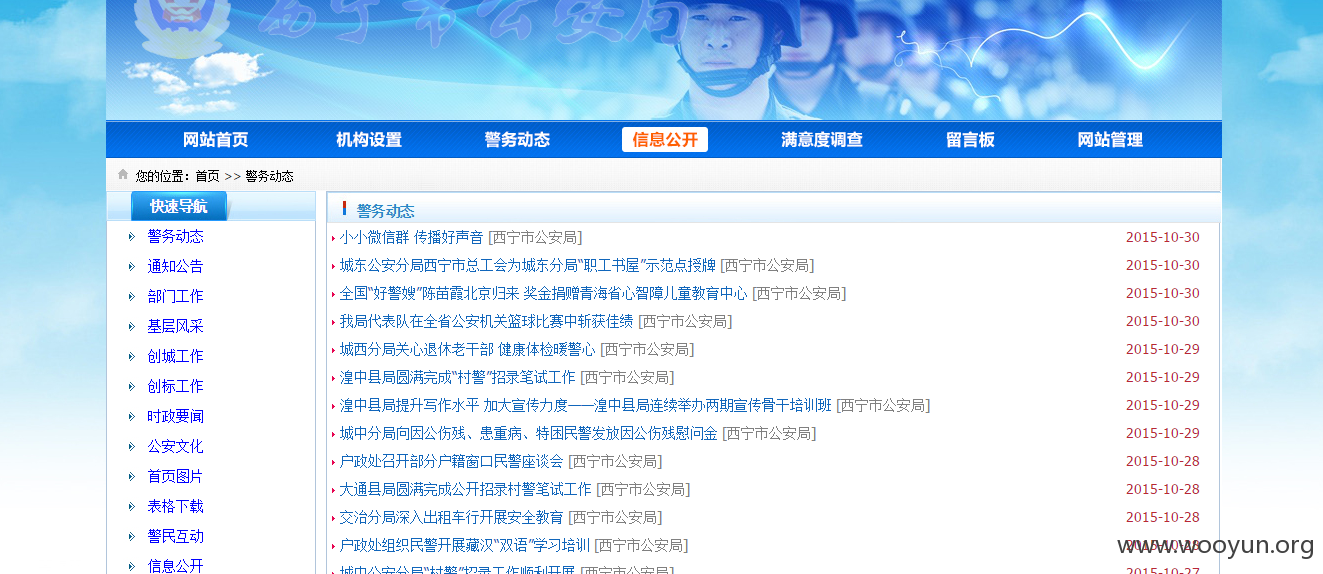 西宁市公安局
网站首页 机构设置 警务动态 信息公开 满意度调查 留言板 网站管理
您的位置：首页 >> 警务动态
快速导航
警务动态
通知公告
部门工作
基层风采
创城工作
创标工作
时政要闻
公安文化
首页图片
表格下载
警民互动
信息公开
警务动态
小小微信群 传播好声音 [西宁市公安局] 2015-10-30
城东公安分局西宁市总工会为城东分局“职工书屋”示范点授牌 [西宁市公安局] 2015-10-30
全国“好警嫂”陈苗霞北京归来 奖金捐赠青海省心智障儿童教育中心 [西宁市公安局] 2015-10-30
我局代表队在全省公安机关篮球比赛中斩获佳绩 [西宁市公安局] 2015-10-30
城西分局关心退休老干部 健康体检暖警心 [西宁市公安局] 2015-10-29
湟中县局圆满完成“村警”招录笔试工作 [西宁市公安局] 2015-10-29
湟中县局提升写作水平 加大宣传力度——湟中县局连续举办两期宣传骨干培训班 [西宁市公安局] 2015-10-29
城中分局向因公伤残、患重病、特困民警发放因公伤残慰问金 [西宁市公安局] 2015-10-29
户政处召开部分户籍窗口民警座谈会 [西宁市公安局] 2015-10-28
大通县局圆满完成公开招录村警笔试工作 [西宁市公安局] 2015-10-28
交治分局深入出租车行开展安全教育 [西宁市公安局] 2015-10-28
户政处组织民警开展藏汉“双语”学习培训 [西宁市公安局] 2015-10-28
城中公安分局“村警”招录工作顺利开展 [西宁市公安局] 2015-10-27
www.wooyun.org